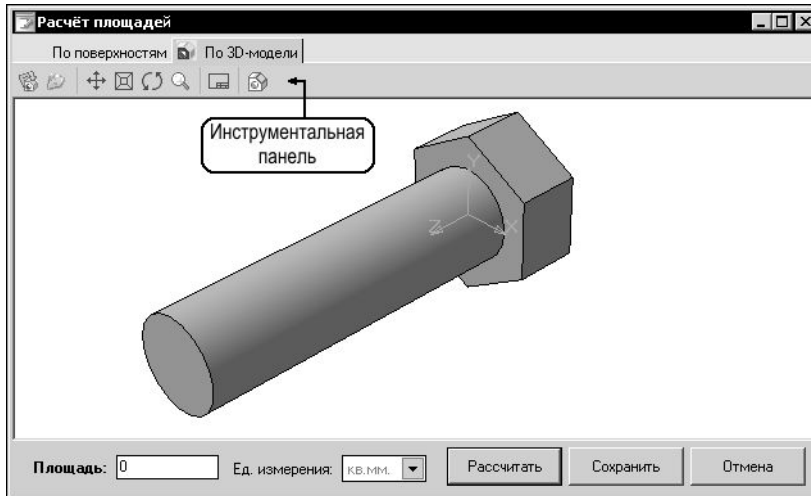 Расчёт площадей
По поверхностям По 3D-модели
Инструментальная
панель
Y
Z X
Площадь: 0 Ед. измерения: кв.мм. Рассчитать Сохранить Отмена